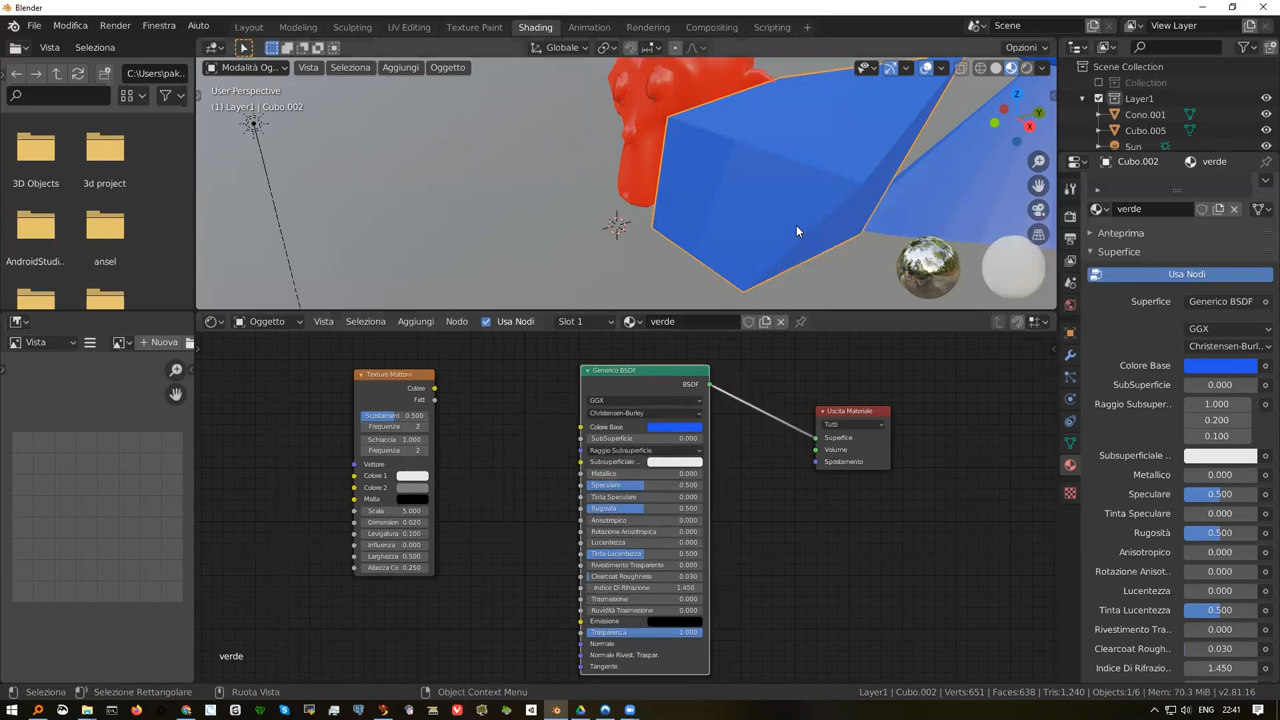 Blender
File Modifica Render Finestra Aiuto Layout Modeling Sculpting UV Editing Texture Paint Shading Animation Rendering Compositing Scripting + Scene View Layer
Vista Seleziona Globale Opzioni
C:\Users\pak... Modalità Og... Vista Seleziona Aggiungi Oggetto
User Perspective
(1) Layer1 | Cubo.002
3D Objects 3d project
AndroidStudi... ansel
Z
Y
X
Scene Collection
Collection
Layer1
Cono.001
Cubo.005
Sun
Cubo.002 verde
verde
Anteprima
Superfice
Usa Nodi
Superfice Generico BSDF
GGX
Christensen-Burl..
Colore Base
SubSuperficie 0.000
Raggio Subsuper.. 1.000
0.200
0.100
Subsuperficiale ..
Metallico 0.000
Speculare 0.500
Tinta Speculare 0.000
Rugosità 0.500
Anisotropico 0.000
Rotazione Anisot... 0.000
Lucentezza 0.000
Tinta Lucentezza 0.500
Rivestimento Tra... 0.000
Clearcoat Rough... 0.030
Indice Di Rifrazio... 1.450
Vista Nuova
Oggetto Vista Seleziona Aggiungi Nodo Usa Nodi Slot 1 verde
Texture Mattoni
Colore
Fatt
Scostament 0.500
Frequenza 2
Schiaccia 1.000
Frequenza 2
Vettore
Colore 1
Colore 2
Malta
Scala 5.000
Dimension 0.020
Levigatura 0.100
Influenza 0.000
Larghezza 0.500
Altezza Co 0.250
Generico BSDF
BSDF
GGX
Christensen-Burley
Colore Base
SubSuperficie 0.000
Raggio Subsuperficie
Subsuperficiale ..
Metallico 0.000
Speculare 0.500
Tinta Speculare 0.000
Rugosità 0.500
Anisotropico 0.000
Rotazione Anisotropica 0.000
Lucentezza 0.000
Tinta Lucentezza 0.500
Rivestimento Trasparente 0.000
Clearcoat Roughness 0.030
Indice Di Rifrazione 1.450
Trasmissione 0.000
Ruvidità Trasmissione 0.000
Emissione
Trasparenza 1.000
Normale
Normale Rivest. Traspar.
Tangente
Uscita Materiale
Tutti
Superfice
Volume
Spostamento
verde
Seleziona Selezione Rettangolare Ruota Vista Object Context Menu Layer1 | Cubo.002 | Verts:651 | Faces:638 | Tris:1,240 | Objects:1/6 | Mem: 70.3 MiB | v2.81.16
ENG 22:41